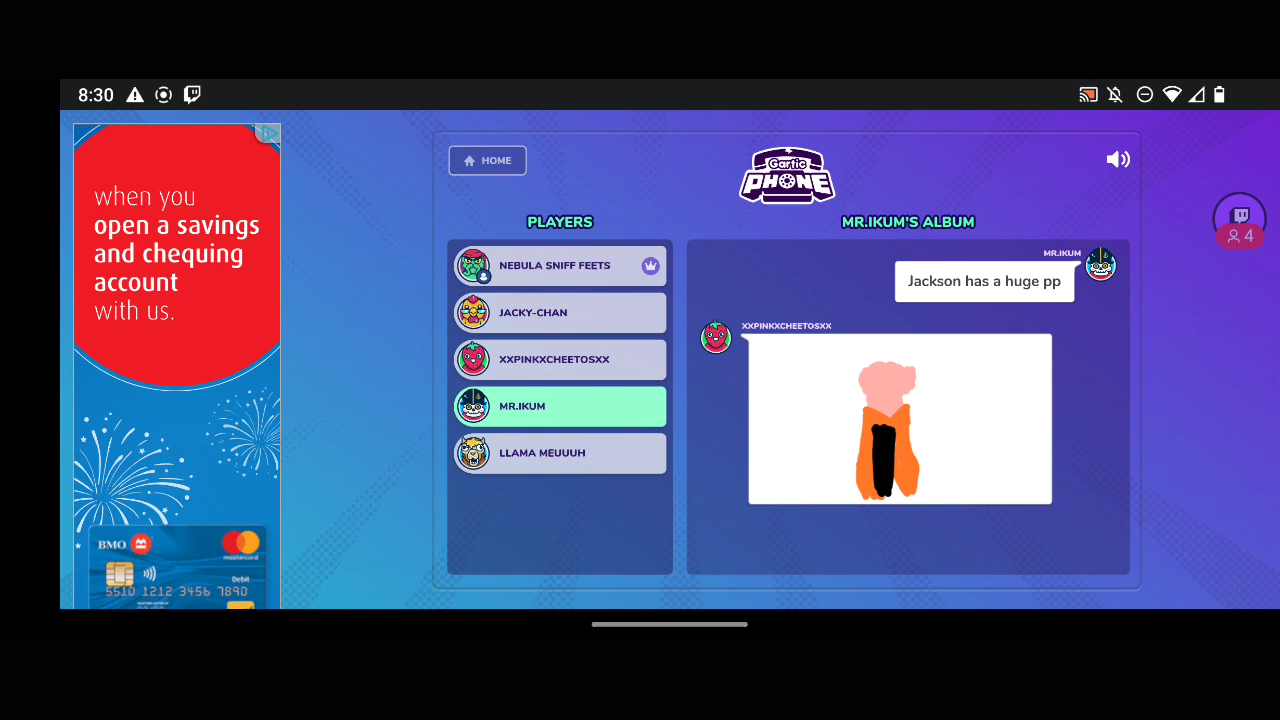 8:30
when you
open a savings
and chequing
account
with us.
BMO
mastercard
Debit
5510 1212 3456 7890
HOME
Gartic
PHONE
4
PLAYERS
NEBULA SNIFF FEETS
JACKY-CHAN
XXPINKXCHEETOSXX
MR.IKUM
LLAMA MEUUUH
MR.IKUM'S ALBUM
MR.IKUM
Jackson has a huge pp
XXPINKXCHEETOSXX